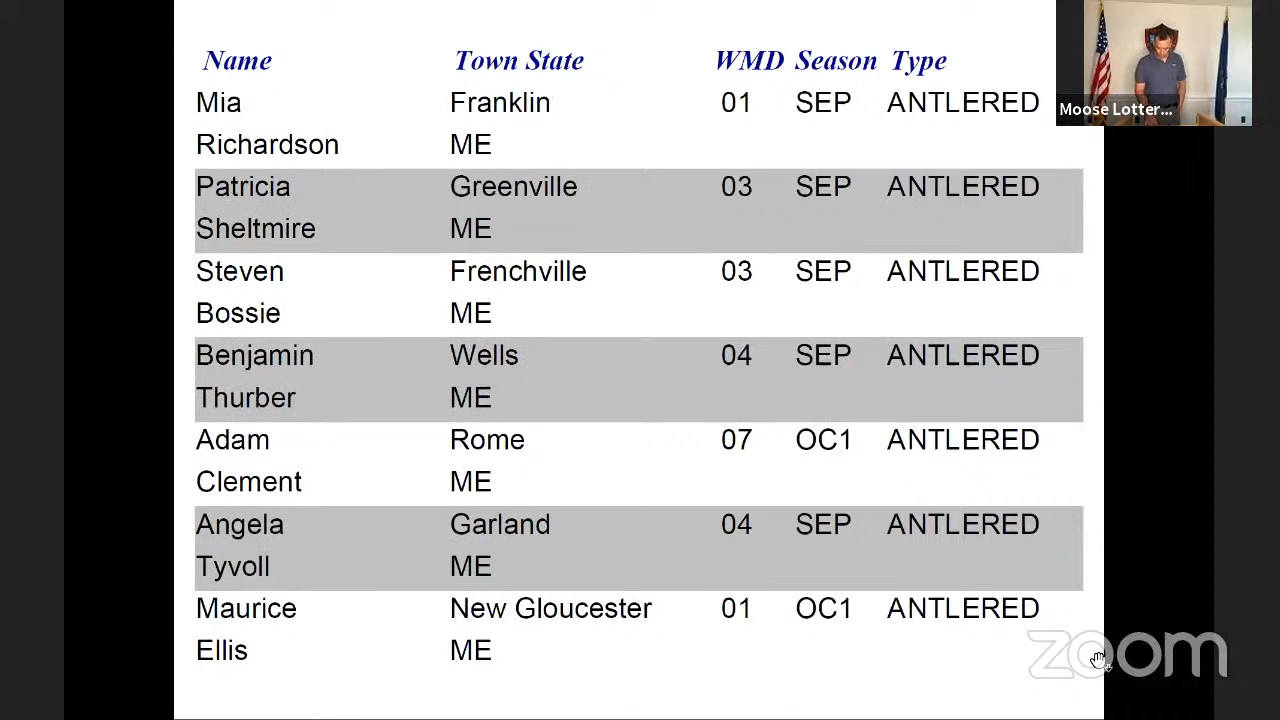 Name Town State WMD Season Type
Mia Franklin 01 SEP ANTLERED
Richardson ME
Patricia Greenville 03 SEP ANTLERED
Sheltmire ME
Steven Frenchville 03 SEP ANTLERED
Bossie ME
Benjamin Wells 04 SEP ANTLERED
Thurber ME
Adam Rome 07 OC1 ANTLERED
Clement ME
Angela Garland 04 SEP ANTLERED
Tyvoll ME
Maurice New Gloucester 01 OC1 ANTLERED
Ellis ME
Moose Lotter...
zoom